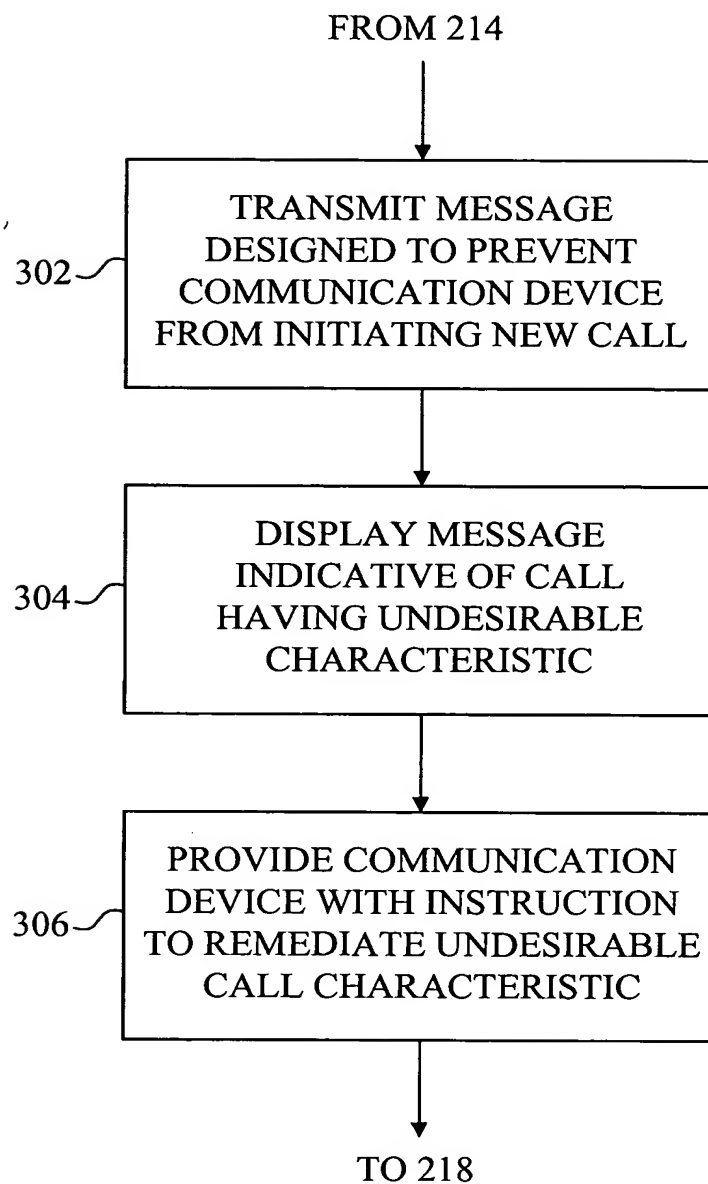 FROM 214
TRANSMIT MESSAGE
DESIGNED TO PREVENT
302
COMMUNICATION DEVICE
FROM INITIATING NEW CALL
DISPLAY MESSAGE
INDICATIVE OF CALL
304
HAVING UNDESIRABLE
CHARACTERISTIC
PROVIDE COMMUNICATION
DEVICE WITH INSTRUCTION
306
TO REMEDIATE UNDESIRABLE
CALL CHARACTERISTIC
TO 218